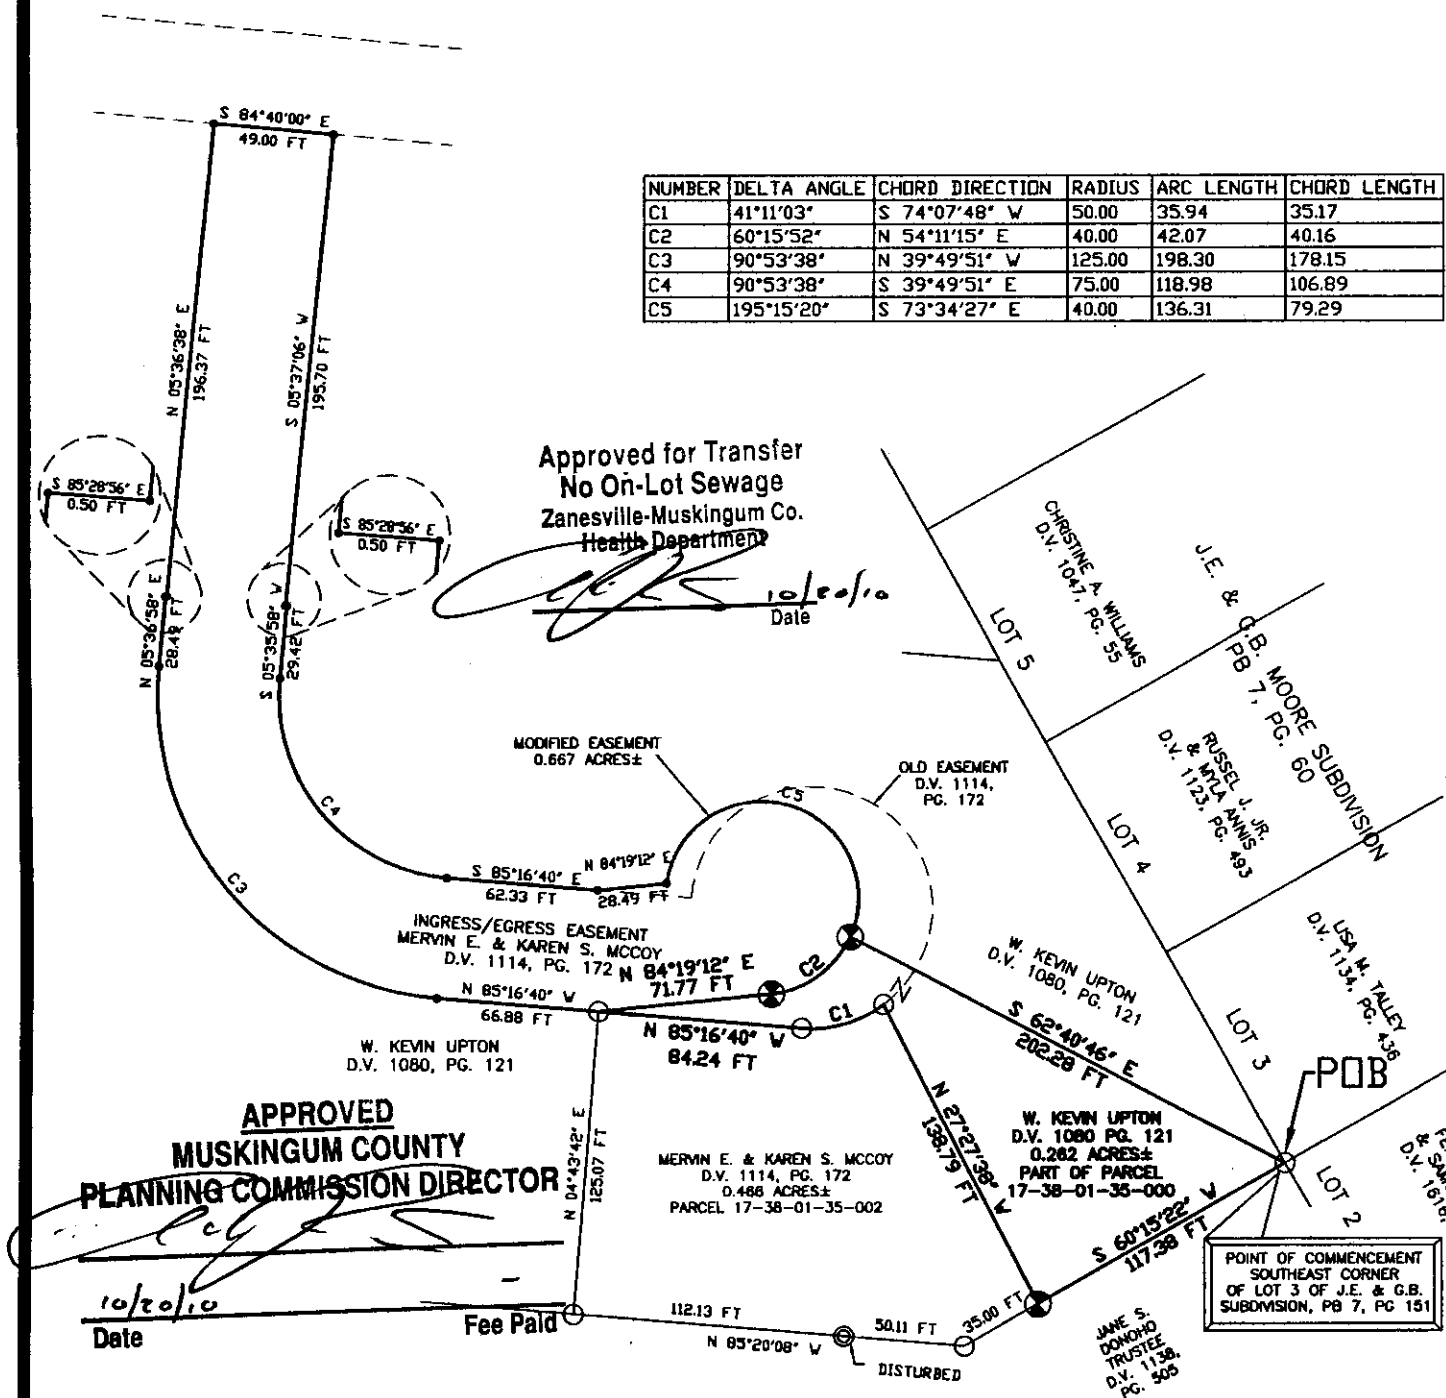 S 84°40'00" E
49.00 FT
NUMBER DELTA ANGLE CHORD DIRECTION RADIUS ARC LENGTH CHORD LENGTH
C1 41°11'03" S 74°07'48" W 50.00 35.94 35.17
C2 60°15'52" N 54°11'15" E 40.00 42.07 40.16
C3 90°53'38" N 39°49'51" W 125.00 198.30 178.15
C4 90°53'38" S 39°49'51" E 75.00 118.98 106.89
C5 195°15'20" S 73°34'27" E 40.00 136.31 79.29
N 05°36'38" E
196.37 FT
S 05°37'06" W
195.70 FT
S 85°28'56" E
0.50 FT
S 85°28'56" E
0.50 FT
N 05°36'58" E
28.49 FT
S 05°35'58" W
29.42 FT
Approved for Transfer
No On-Lot Sewage
Zanesville-Muskingum Co.
Health Department
10/20/10
Date
CHRISTINE A. WILLIAMS
D.V. 1047, PG. 55
LOT 5
J.E. & G.B. MOORE SUBDIVISION
PB 7, PG. 60
RUSSEL J. JR.
& MYLA ANNIS
D.V. 1123, PG. 493
LOT 4
LISA M. TALLEY
D.V. 1134, PG. 436
LOT 3
MODIFIED EASEMENT
0.667 ACRES±
OLD EASEMENT
D.V. 1114,
PG. 172
C5
C4
C3
S 85°16'40" E
62.33 FT
N 84°19'12" E
28.49 FT
INGRESS/EGRESS EASEMENT
MERVIN E. & KAREN S. MCCOY
D.V. 1114, PG. 172
N 84°19'12" E
71.77 FT
C2
C1
N 85°16'40" W
66.88 FT
N 85°16'40" W
84.24 FT
W. KEVIN UPTON
D.V. 1080, PG. 121
W. KEVIN UPTON
D.V. 1080, PG. 121
S 62°40'46" E
202.28 FT
POB
N 27°27'38" W
138.79 FT
W. KEVIN UPTON
D.V. 1080 PG. 121
0.262 ACRES±
PART OF PARCEL
17-38-01-35-000
APPROVED
MUSKINGUM COUNTY
PLANNING COMMISSION DIRECTOR
10/20/10
Date
Fee Paid
N 04°43'42" E
125.07 FT
MERVIN E. & KAREN S. MCCOY
D.V. 1114, PG. 172
0.466 ACRES±
PARCEL 17-38-01-35-002
S 60°15'22" W
117.38 FT
LOT 2
& SAM
D.V. 1616
POINT OF COMMENCEMENT
SOUTHEAST CORNER
OF LOT 3 OF J.E. & G.B.
SUBDIVISION, PB 7, PG 151
112.13 FT
N 85°20'08" W
50.11 FT
35.00 FT
DISTURBED
JANE S.
DONOHO
TRUSTEE
D.V. 1138,
PG. 505